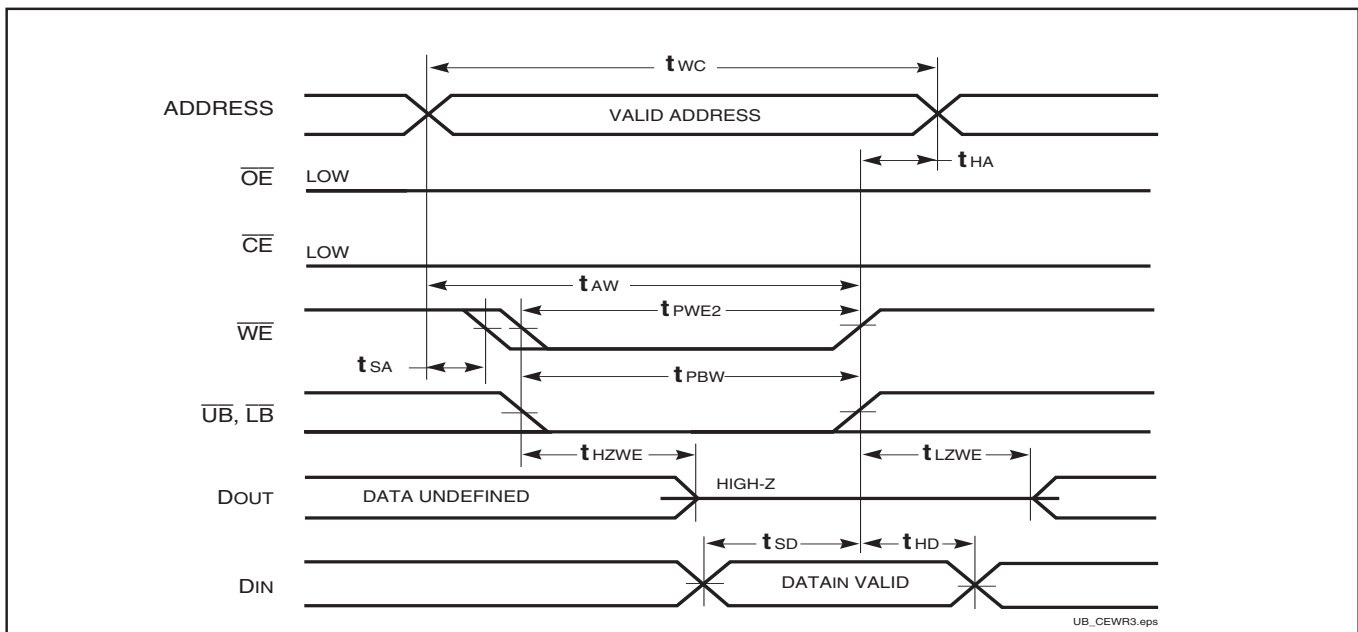 tWC
ADDRESS
VALID ADDRESS
tHA
OE
LOW
CE
LOW
tAW
tPWE2
WE
tSA
tPBW
UB, LB
tHZWE
tLZWE
DOUT
DATA UNDEFINED
HIGH-Z
tSD
tHD
DIN
DATAIN VALID
UB_CEWR3.eps